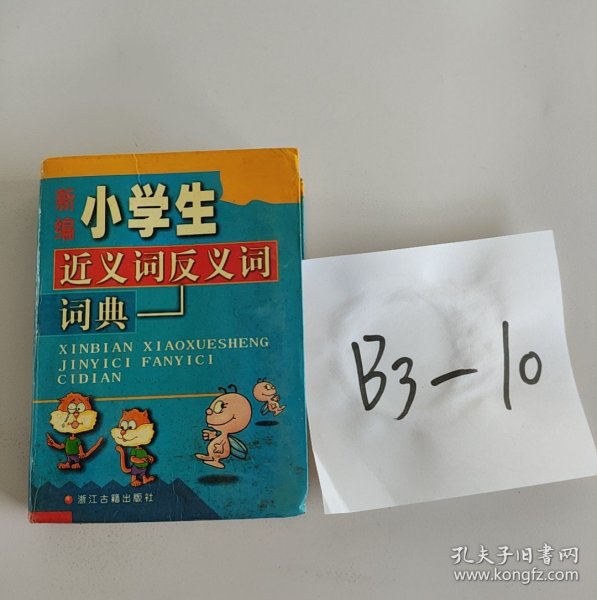 新编
小学生
近义词反义词
词典
XINBIAN XIAOXUESHENG
JINYICI FANYICI
CIDIAN
浙江古籍出版社
B3-10
孔夫子旧书网
www.kongfz.com